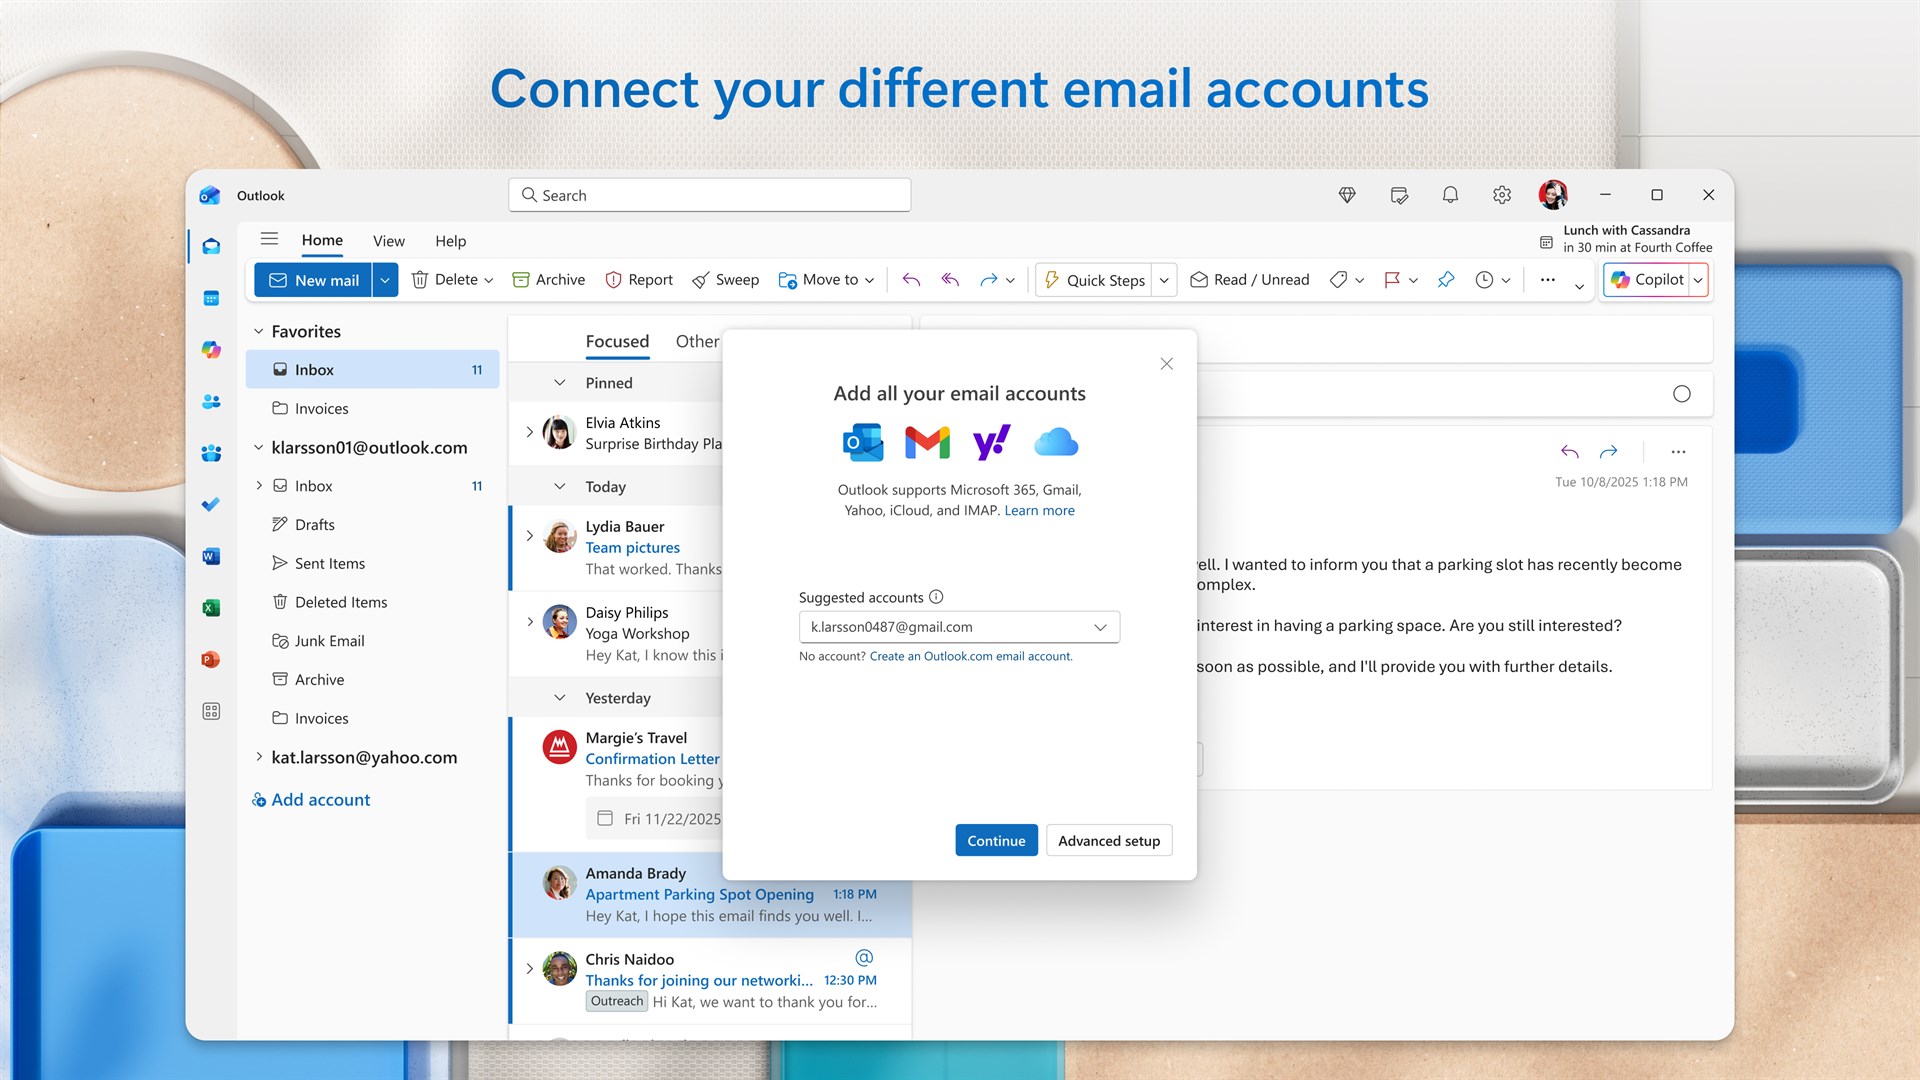 Connect your different email accounts
Outlook
Search
Home
View
Help
Lunch with Cassandra
in 30 min at Fourth Coffee
New mail
Delete
Archive
Report
Sweep
Move to
Quick Steps
Read / Unread
Copilot
Favorites
Inbox 11
Invoices
klarsson01@outlook.com
Inbox 11
Drafts
Sent Items
Deleted Items
Junk Email
Archive
Invoices
kat.larsson@yahoo.com
Add account
Focused
Other
Pinned
Elvia Atkins
Surprise Birthday Pla
Today
Lydia Bauer
Team pictures
That worked. Thanks
Daisy Philips
Yoga Workshop
Hey Kat, I know this i
Yesterday
Margie's Travel
Confirmation Letter
Thanks for booking y
Fri 11/22/2025
Amanda Brady
Apartment Parking Spot Opening 1:18 PM
Hey Kat, I hope this email finds you well. I...
Chris Naidoo
Thanks for joining our networki... 12:30 PM
Outreach Hi Kat, we want to thank you for...
Add all your email accounts
Outlook supports Microsoft 365, Gmail,
Yahoo, iCloud, and IMAP. Learn more
Suggested accounts
k.larsson0487@gmail.com
No account? Create an Outlook.com email account.
Continue
Advanced setup
Tue 10/8/2025 1:18 PM
ell. I wanted to inform you that a parking slot has recently become
omplex.
interest in having a parking space. Are you still interested?
soon as possible, and I'll provide you with further details.